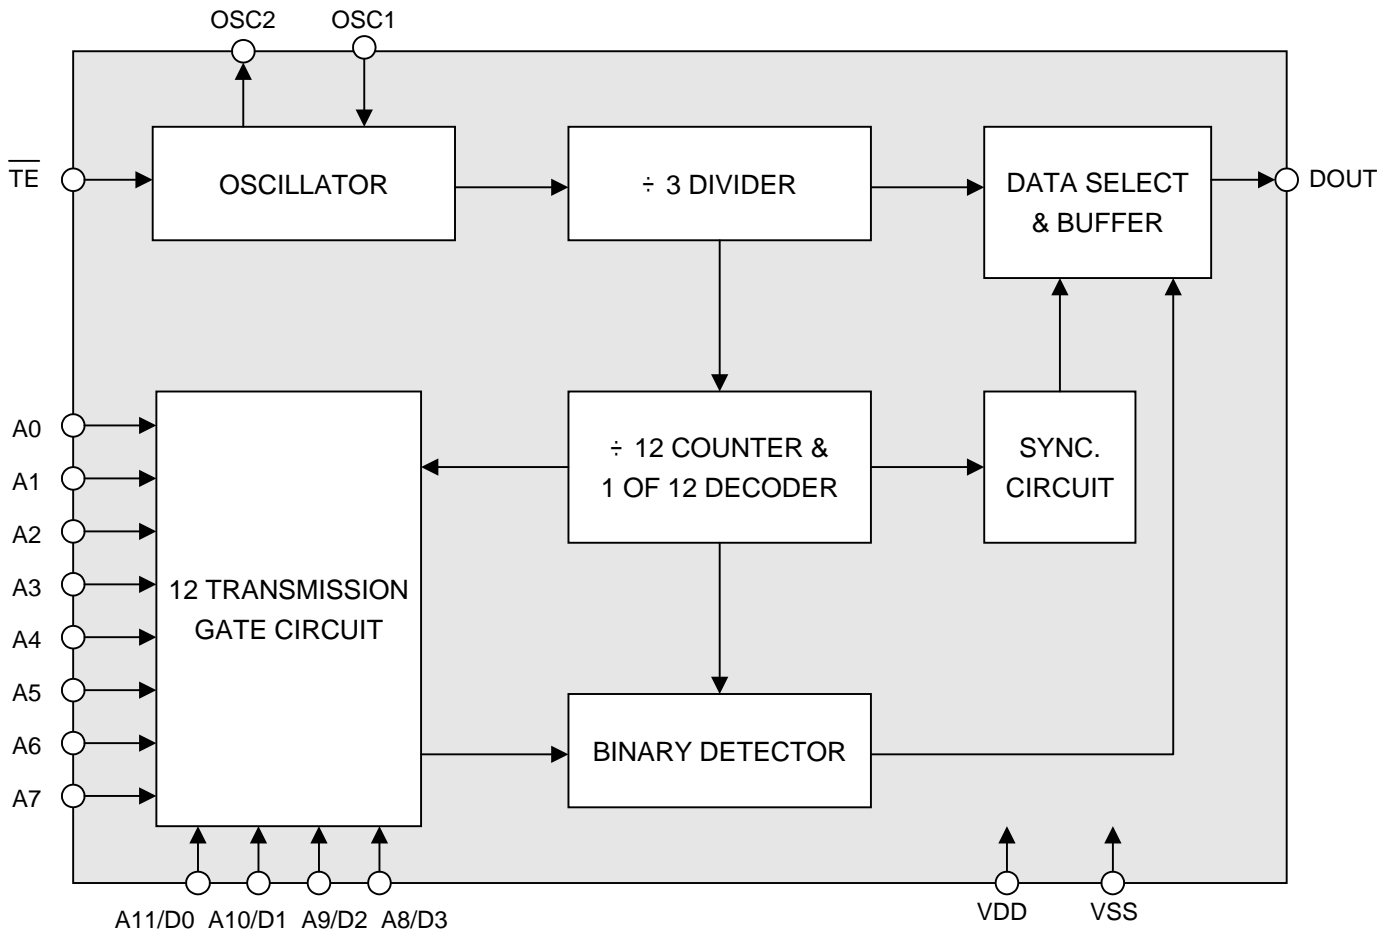 OSC2
OSC1
T̅E̅
OSCILLATOR
÷ 3 DIVIDER
DATA SELECT
& BUFFER
DOUT
A0
A1
A2
A3
A4
A5
A6
A7
12 TRANSMISSION
GATE CIRCUIT
÷ 12 COUNTER &
1 OF 12 DECODER
SYNC.
CIRCUIT
BINARY DETECTOR
A11/D0
A10/D1
A9/D2
A8/D3
VDD
VSS